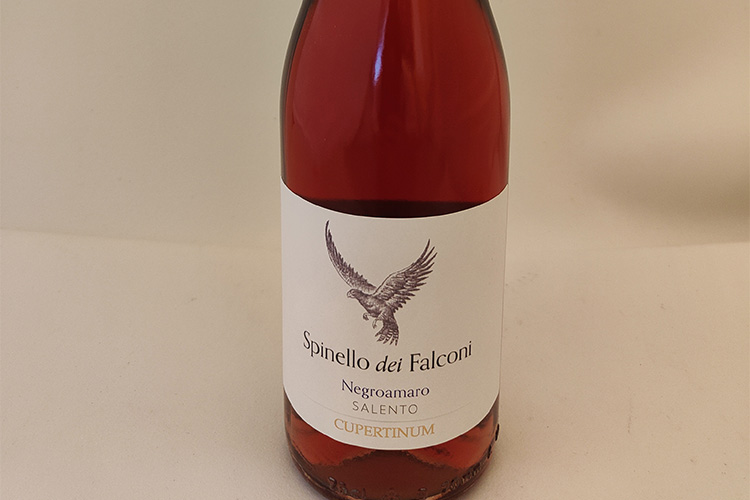 Spinello dei Falconi
Negroamaro
SALENTO
CUPERTINUM